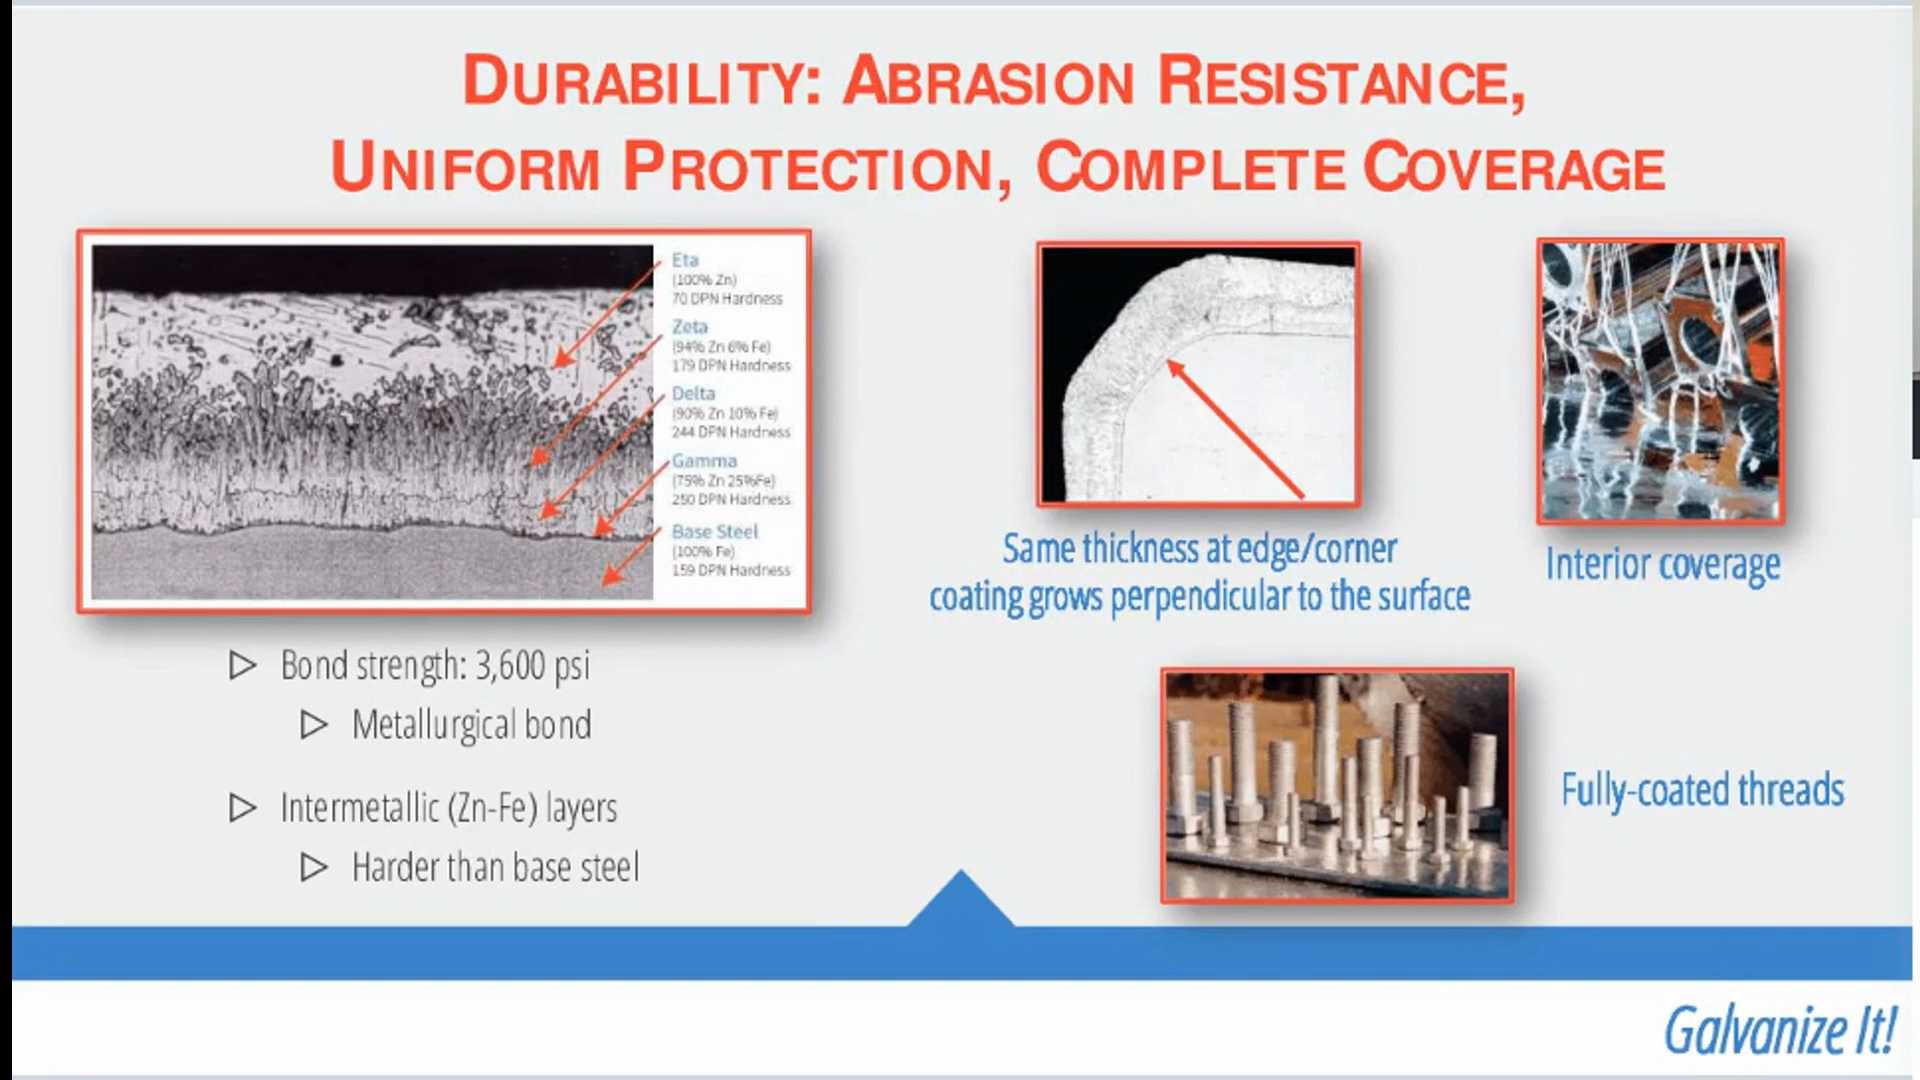 DURABILITY: ABRASION RESISTANCE,
UNIFORM PROTECTION, COMPLETE COVERAGE
Eta
(100% Zn)
70 DPN Hardness
Zeta
(94% Zn 6% Fe)
179 DPN Hardness
Delta
(90% Zn 10% Fe)
244 DPN Hardness
Gamma
(75% Zn 25%Fe)
250 DPN Hardness
Base Steel
(100% Fe)
159 DPN Hardness
▷ Bond strength: 3,600 psi
▷ Metallurgical bond
▷ Intermetallic (Zn-Fe) layers
▷ Harder than base steel
Same thickness at edge/corner
coating grows perpendicular to the surface
Interior coverage
Fully-coated threads
Galvanize It!